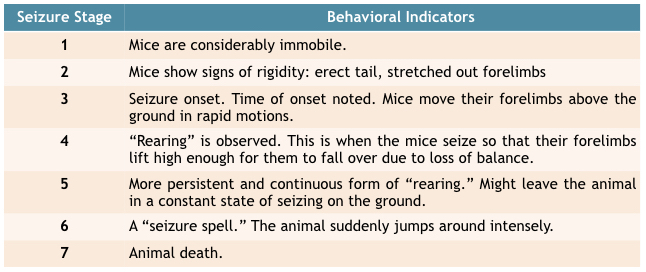 Seizure Stage Behavioral Indicators
1 Mice are considerably immobile.
2 Mice show signs of rigidity: erect tail, stretched out forelimbs
3 Seizure onset. Time of onset noted. Mice move their forelimbs above the
ground in rapid motions.
4 “Rearing” is observed. This is when the mice seize so that their forelimbs
lift high enough for them to fall over due to loss of balance.
5 More persistent and continuous form of “rearing.” Might leave the animal
in a constant state of seizing on the ground.
6 A “seizure spell.” The animal suddenly jumps around intensely.
7 Animal death.